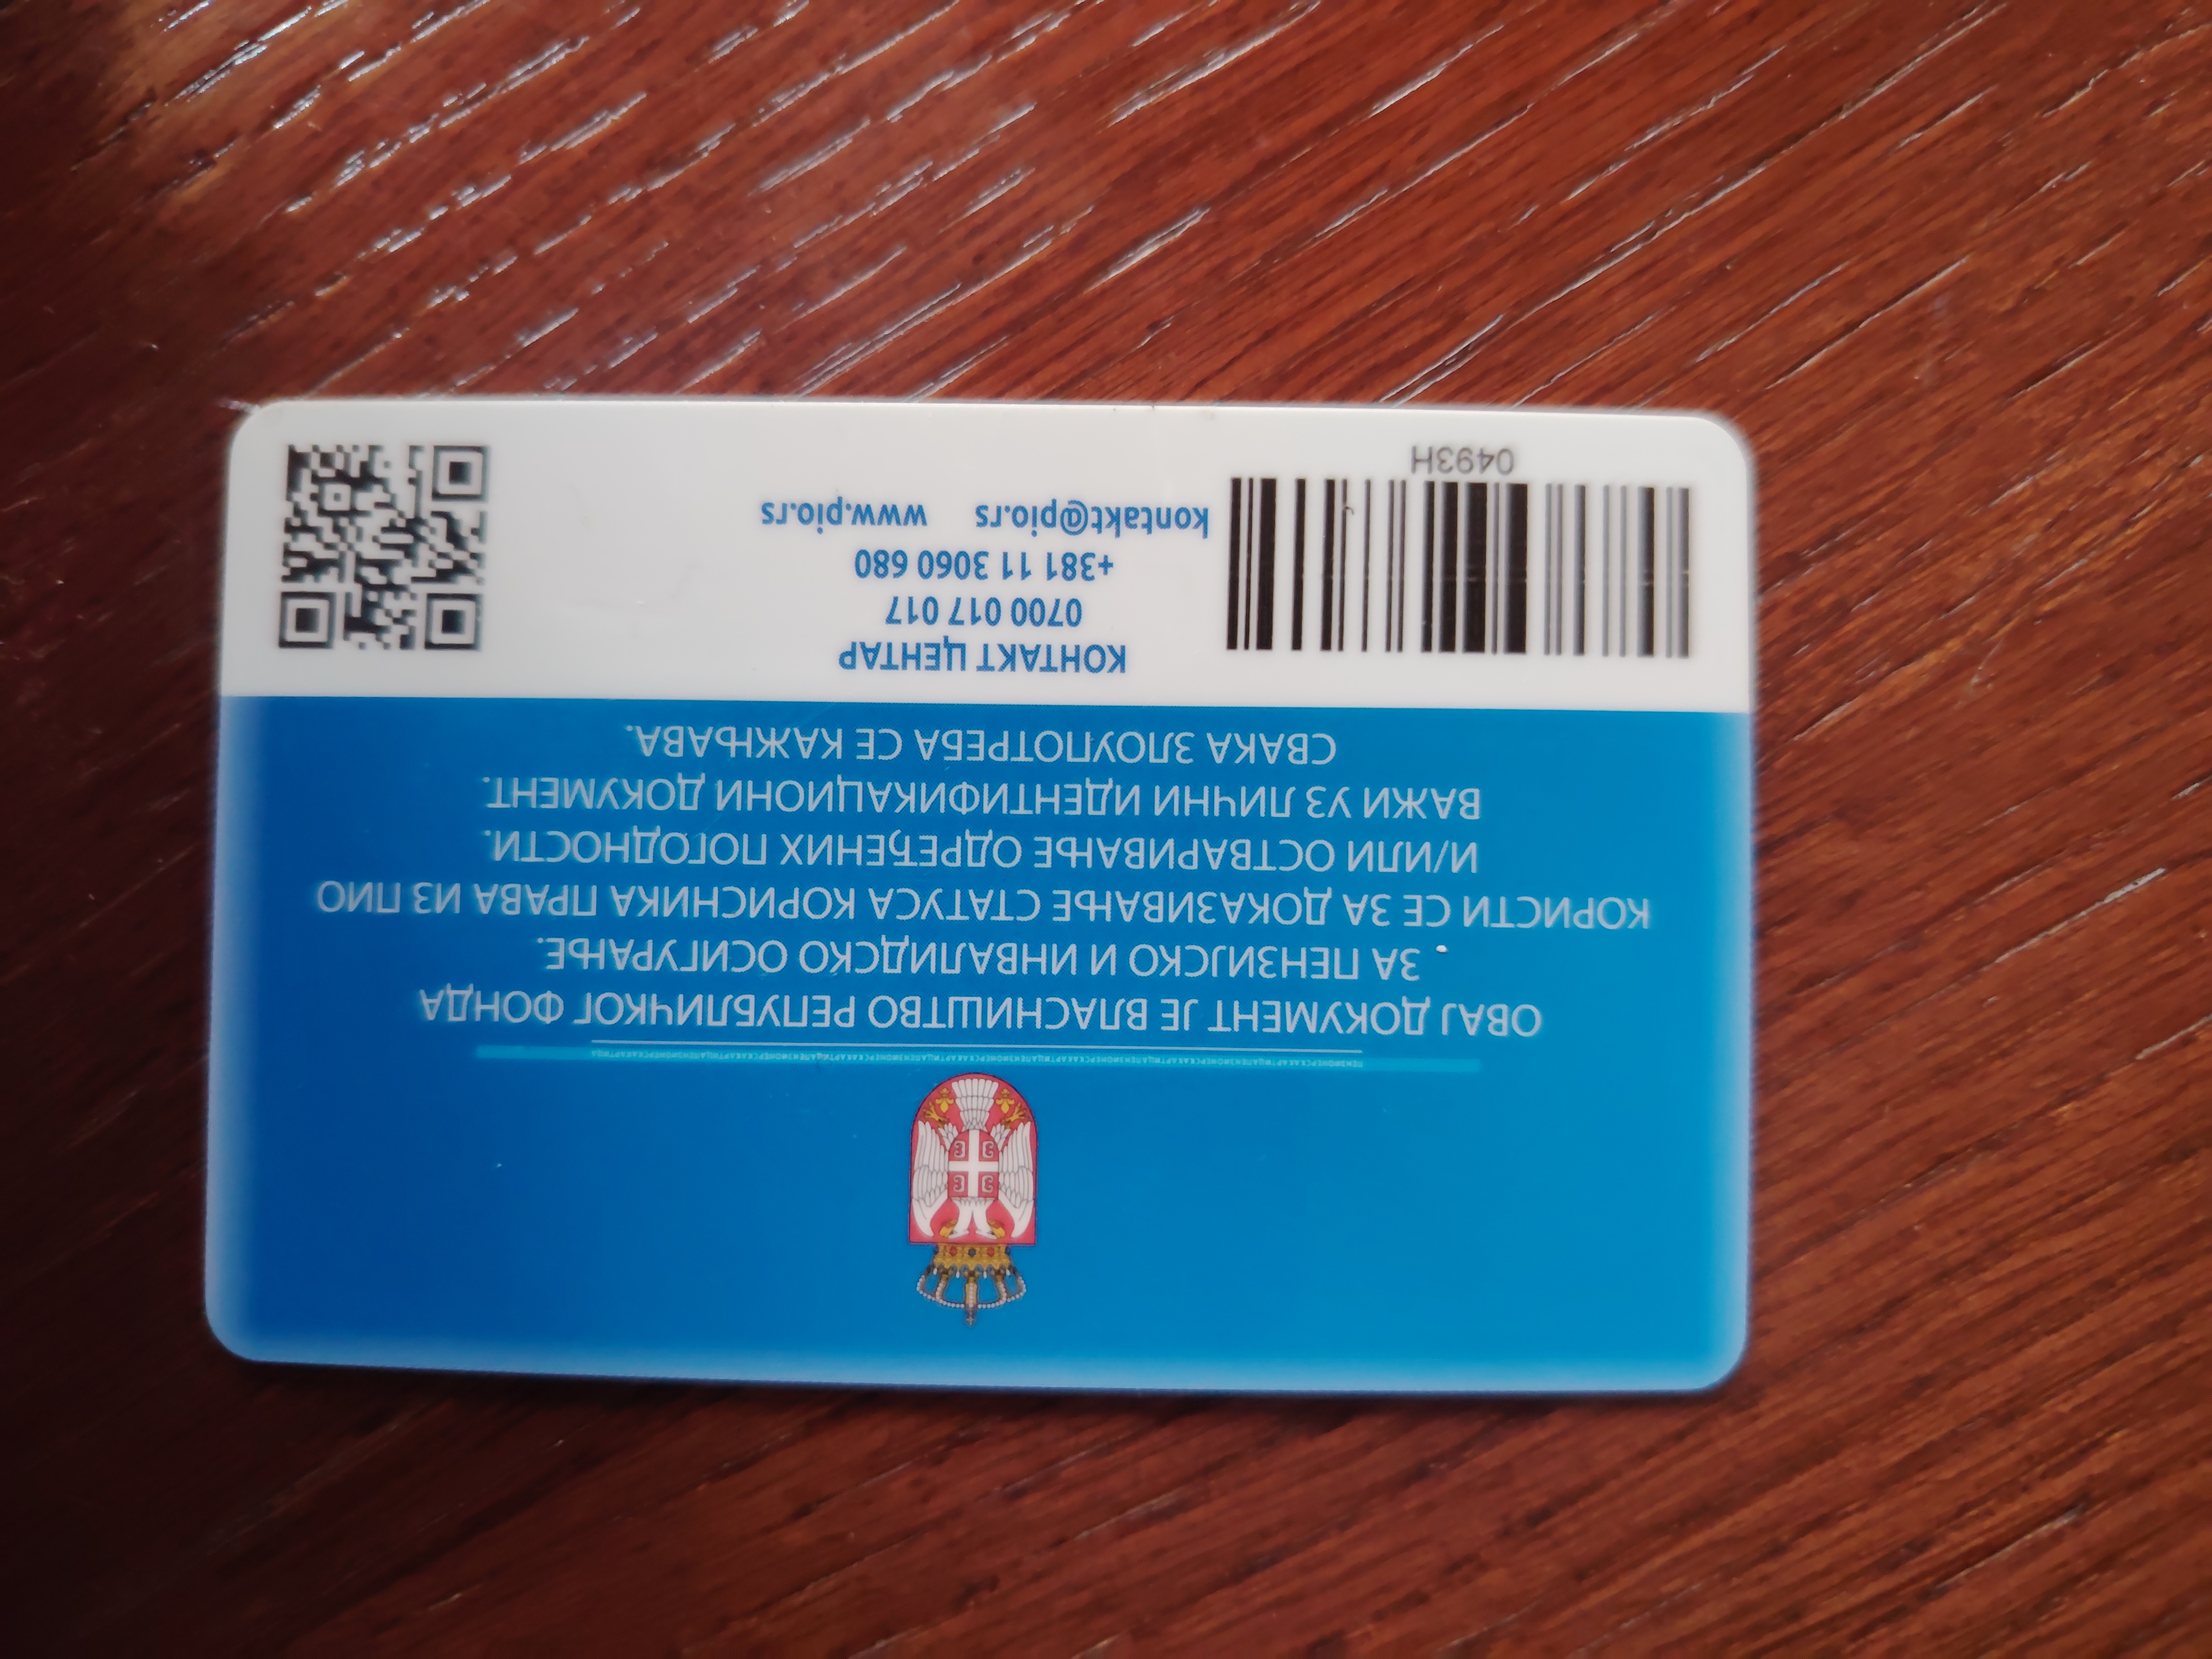 ОВАЈ ДОКУМЕНТ ЈЕ ВЛАСНИШТВО РЕПУБЛИЧКОГ ФОНДА
ЗА ПЕНЗИЈСКО И ИНВАЛИДСКО ОСИГУРАЊЕ.
КОРИСТИ СЕ ЗА ДОКАЗИВАЊЕ СТАТУСА КОРИСНИКА ПРАВА ИЗ ПИО
И/ИЛИ ОСТВАРИВАЊЕ ОДРЕЂЕНИХ ПОГОДНОСТИ.
ВАЖИ УЗ ЛИЧНИ ИДЕНТИФИКАЦИОНИ ДОКУМЕНТ.
СВАКА ЗЛОУПОТРЕБА СЕ КАЖЊАВА.
КОНТАКТ ЦЕНТАР
0700 017 017
+381 11 3060 680
kontakt@pio.rs www.pio.rs
0493H